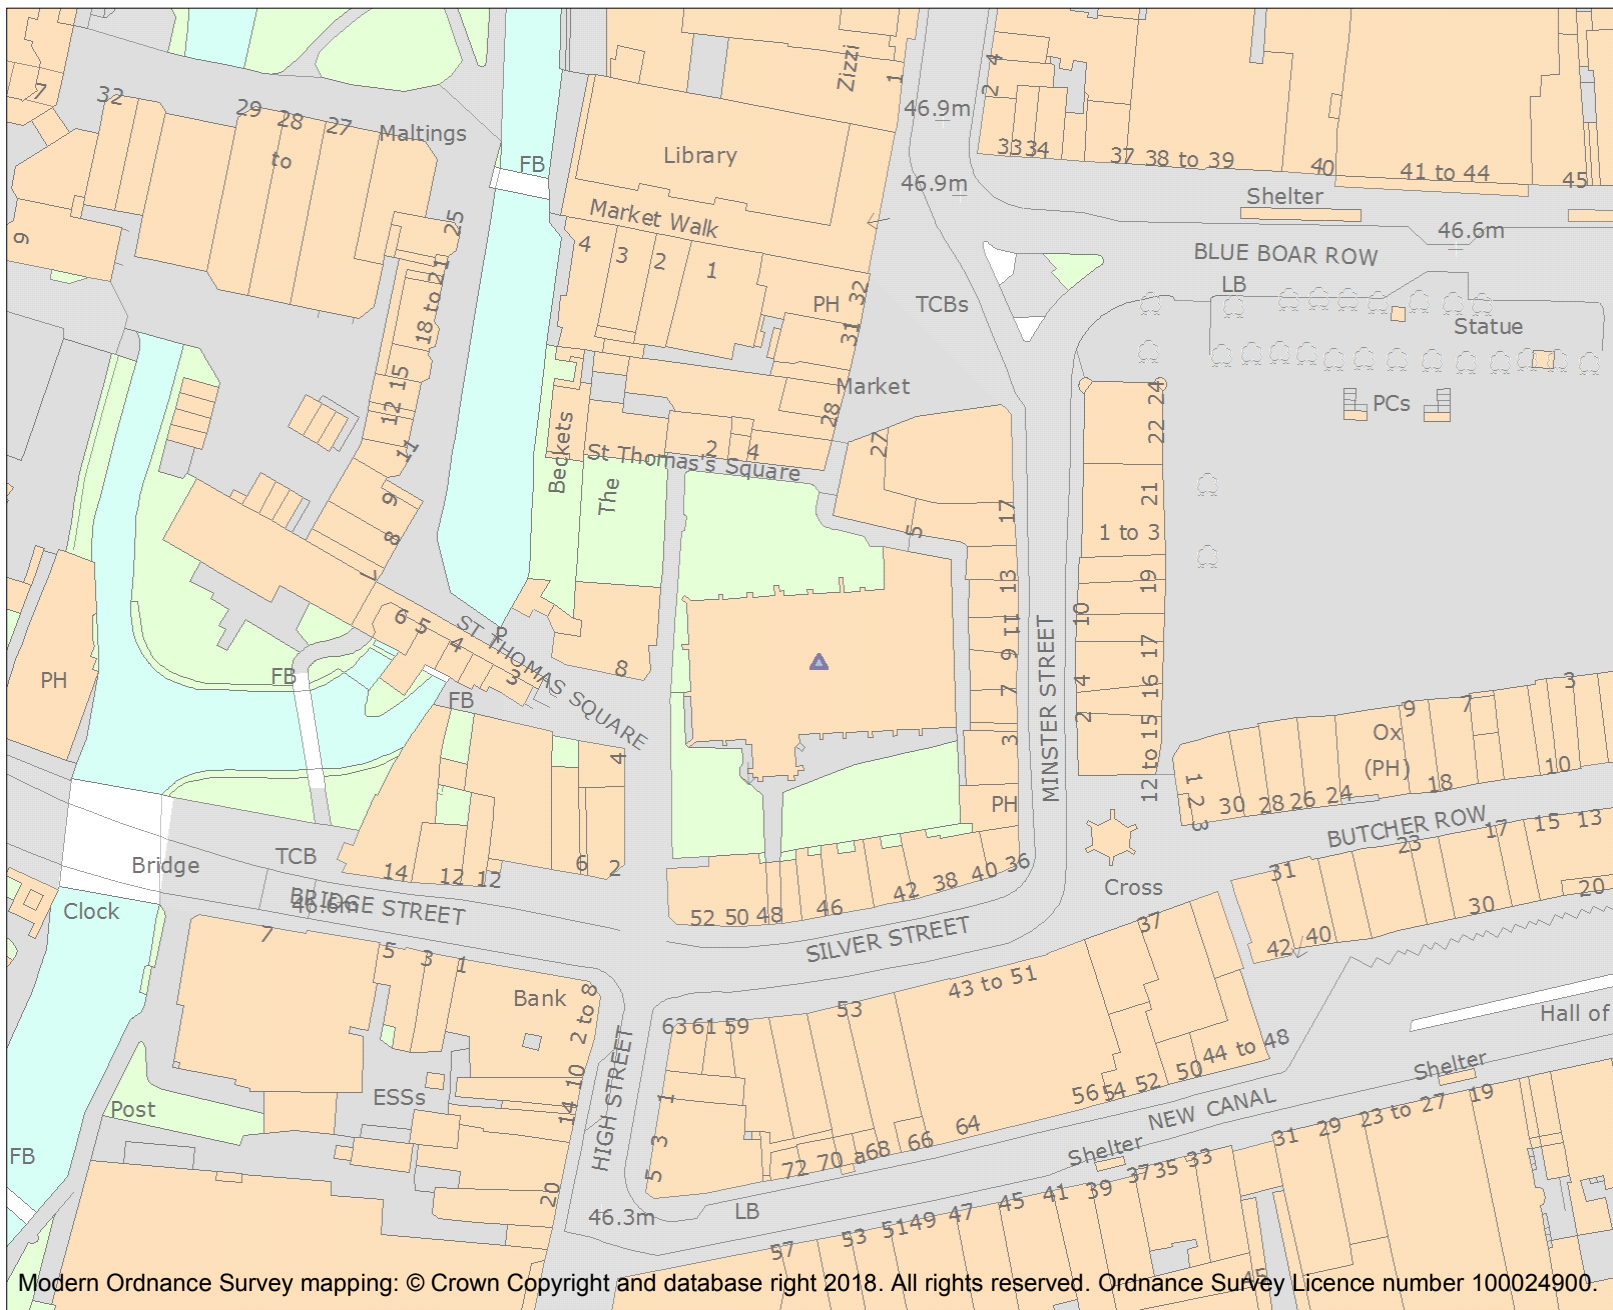 Zizzi
1
4
2
46.9m
7
32
29
28
27
to
Maltings
FB
Library
33 34
37
38 to 39
40
41 to 44
45
46.9m
Shelter
Market Walk
25
9
4
3
2
1
46.6m
BLUE BOAR ROW
LB
18 to 21
PH
32
31
TCBs
Statue
15
12
Market
28
24
22
PCs
11
27
Beckets
The
St Thomas's Square
2
4
9
8
7
5
17
21
1 to 3
13
19
11
10
9
17
MINSTER STREET
6
5
4
3
9
ST THOMAS SQUARE
8
FB
FB
PH
7
4
16
2
3
12 to 15
3
7
9
Ox
(PH)
4
PH
1
2
3
30
28
26
24
18
10
BUTCHER ROW
Bridge
TCB
14
12
12
6
2
52
50
48
46
42
38
40
36
Cross
31
23
17
15
13
Clock
BRIDGE STREET
46.6m
SILVER STREET
37
42
40
30
20
7
5
3
1
Bank
2 to 8
43 to 51
53
63 61 59
Hall of
ESSs
10
14
HIGH STREET
1
3
5
44 to 48
50
52
54
56
NEW CANAL
Shelter
19
23 to 27
29
31
Post
FB
64
66
68
a
70
72
Shelter
33
35
37
39
41
45
47
49
51
53
57
20
46.3m
LB
45
Modern Ordnance Survey mapping: © Crown Copyright and database right 2018. All rights reserved. Ordnance Survey Licence number 100024900.